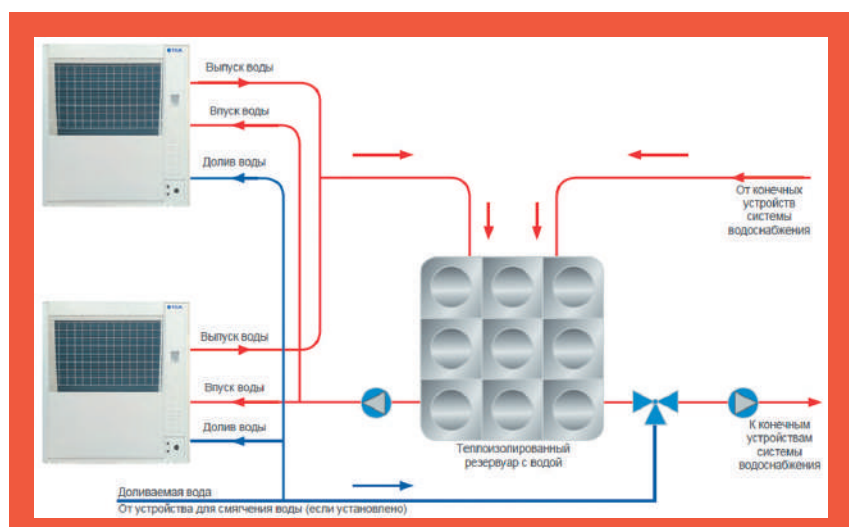 Выпуск воды
Впуск воды
Долив воды
От конечных
устройств
системы
водоснабжения
Выпуск воды
Впуск воды
Долив воды
Теплоизолированный
резервуар с водой
К конечным
устройствам
системы
водоснабжения
Доливаемая вода
От устройства для смягчения воды (если установлено)